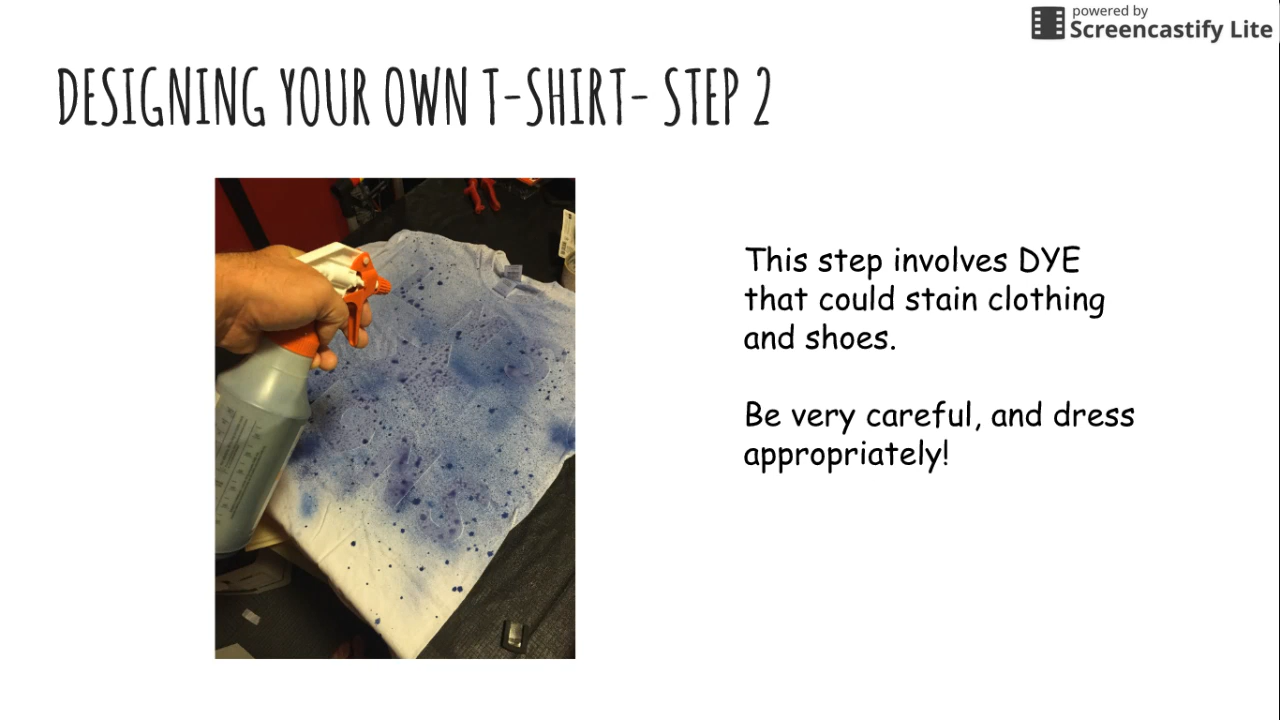 powered by
Screencastify Lite
DESIGNING YOUR OWN T-SHIRT- STEP 2
This step involves DYE
that could stain clothing
and shoes.
Be very careful, and dress
appropriately!